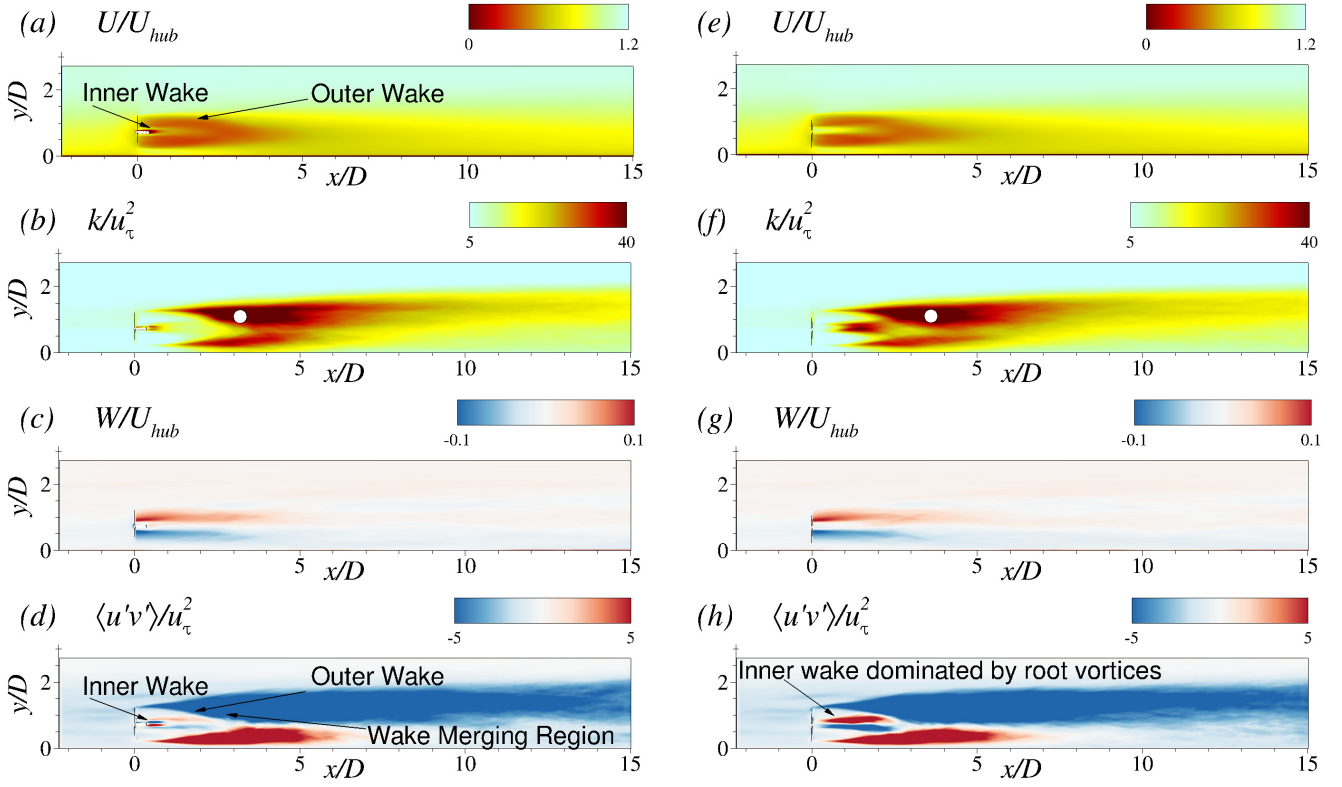 (a) U/U_hub 0 1.2
y/D 2 0
Inner Wake Outer Wake
0 5 10 15
x/D
(b) k/u_τ^2 5 40
y/D 2 0
0 5 10 15
x/D
(c) W/U_hub -0.1 0.1
y/D 2 0
0 5 10 15
x/D
(d) ⟨u'v'⟩/u_τ^2 -5 5
y/D 2 0
Inner Wake Outer Wake
Wake Merging Region
0 5 10 15
x/D
(e) U/U_hub 0 1.2
y/D 2 0
0 5 10 15
x/D
(f) k/u_τ^2 5 40
y/D 2 0
0 5 10 15
x/D
(g) W/U_hub -0.1 0.1
y/D 2 0
0 5 10 15
x/D
(h) ⟨u'v'⟩/u_τ^2 -5 5
Inner wake dominated by root vortices
y/D 2 0
0 5 10 15
x/D